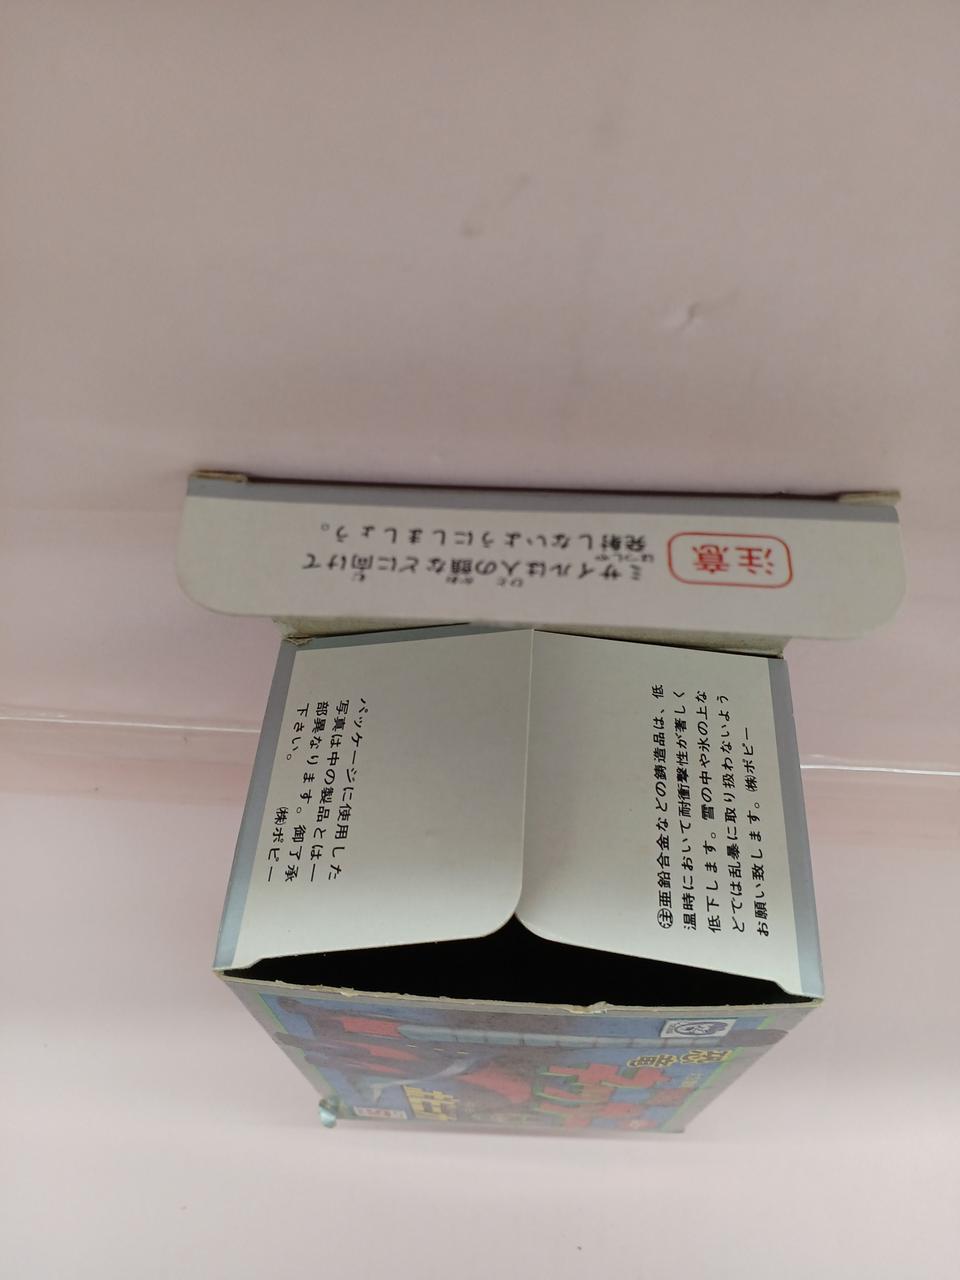 注意
ミサイルは人の顔などに向けて
発射しないようにしましょう。
パッケージに使用した
写真は中の製品とは一
部異なります。御了承
下さい。
㈱ポピー
㊟亜鉛合金などの鋳造品は、低
温時において耐衝撃性が著しく
低下します。雪の中や氷の上な
どでは乱暴に取り扱わないよう
お願い致します。㈱ポピー
恐竜